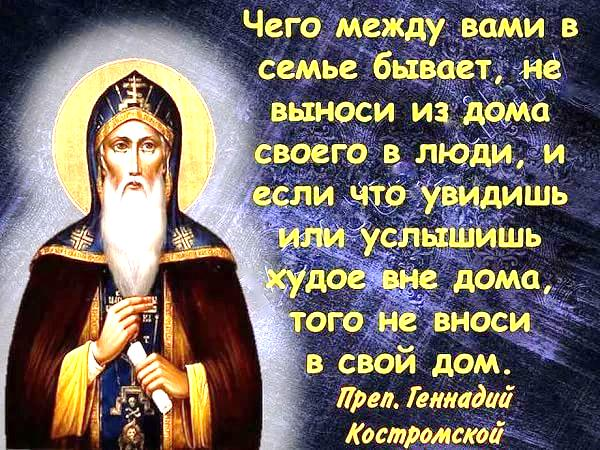 Чего между вами в
семье бывает, не
выноси из дома
своего в люди, и
если что увидишь
или услышишь
худое вне дома,
того не вноси
в свой дом.
Преп. Геннадий
Костромской